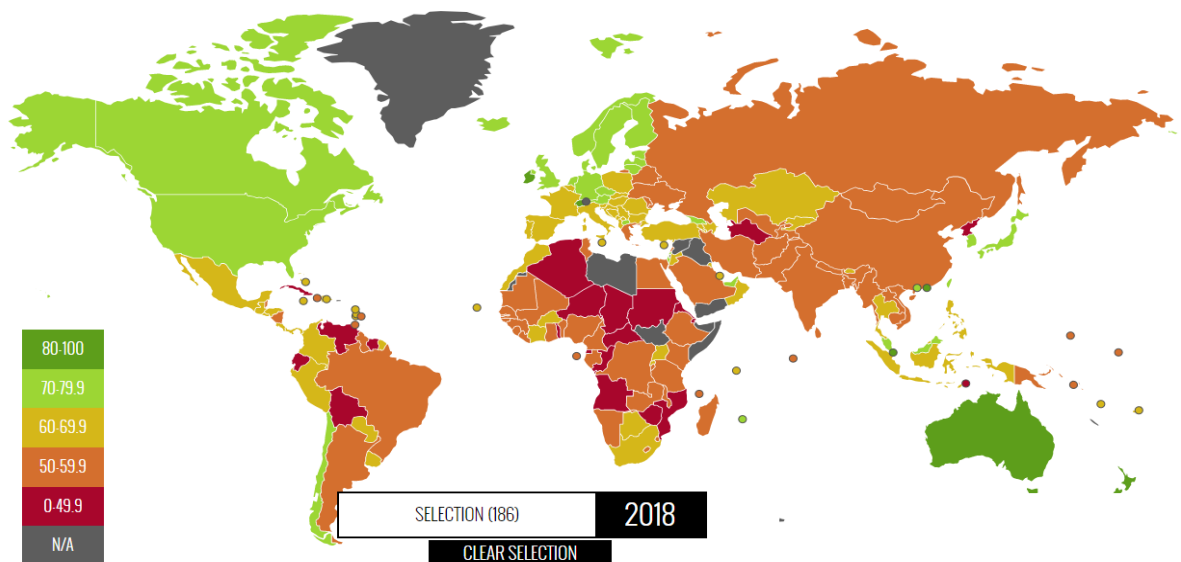 80-100
70-79.9
60-69.9
50-59.9
0-49.9
N/A
SELECTION (186)
2018
CLEAR SELECTION